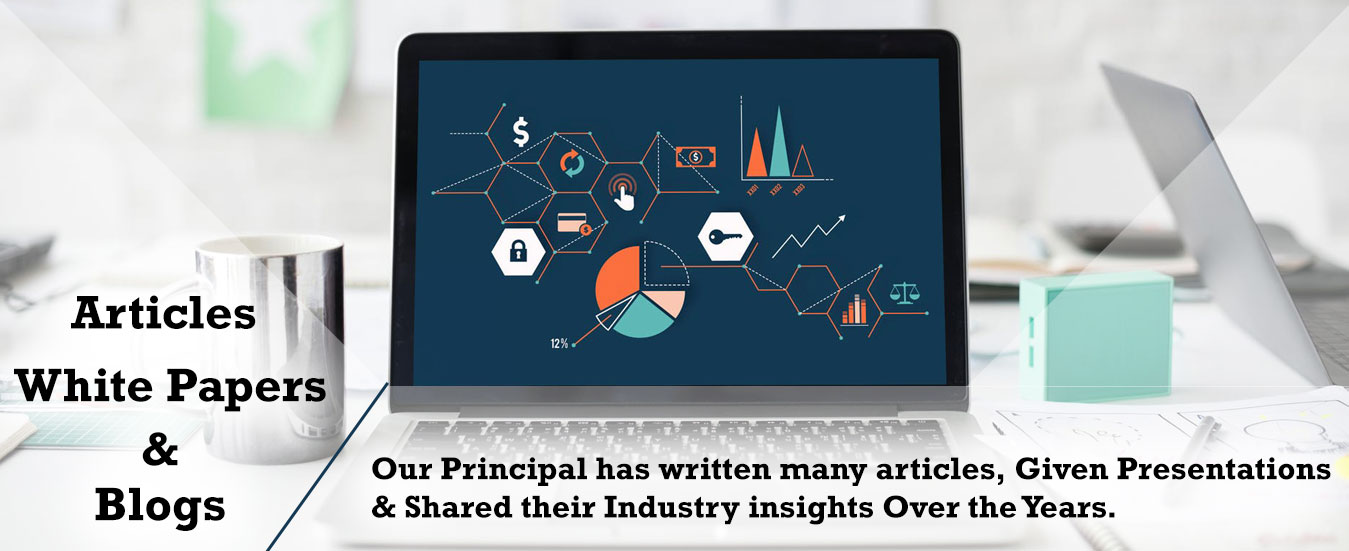 $
$
XX01 XX02 XX03
$
12%
Articles
White Papers
&
Blogs
Our Principal has written many articles, Given Presentations
& Shared their Industry insights Over the Years.